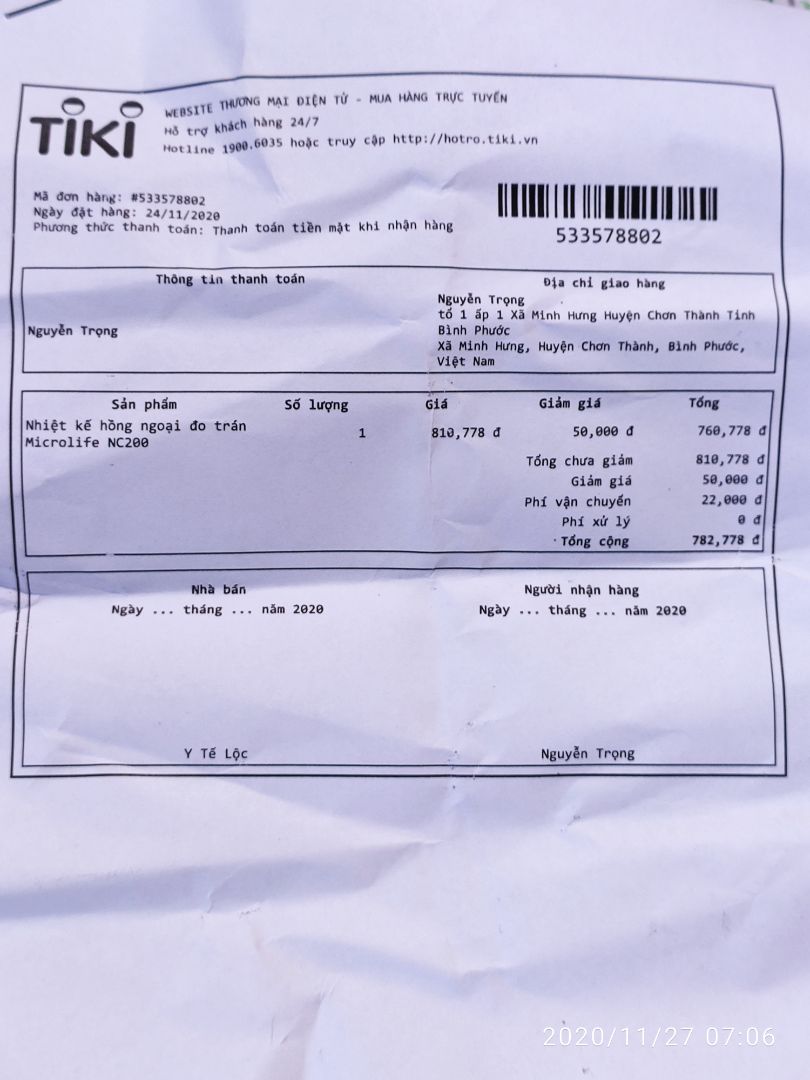 TiKi
WEBSITE THƯƠNG MẠI ĐIỆN TỬ - MUA HÀNG TRỰC TUYẾN
Hỗ trợ khách hàng 24/7
Hotline 1900.6035 hoặc truy cập http://hotro.tiki.vn
Mã đơn hàng: #533578802
Ngày đặt hàng: 24/11/2020
Phương thức thanh toán: Thanh toán tiền mặt khi nhận hàng
533578802
Thông tin thanh toán
Nguyễn Trọng
Địa chỉ giao hàng
Nguyễn Trọng
tổ 1 ấp 1 Xã Minh Hưng Huyện Chơn Thành Tỉnh
Bình Phước
Xã Minh Hưng, Huyện Chơn Thành, Bình Phước,
Việt Nam
Sản phẩm Số lượng Giá Giảm giá Tổng
Nhiệt kế hồng ngoại đo trán 1 810,778 đ 50,000 đ 760,778 đ
Microlife NC200
Tổng chưa giảm 810,778 đ
Giảm giá 50,000 đ
Phí vận chuyển 22,000 đ
Phí xử lý 0 đ
Tổng cộng 782,778 đ
Nhà bán Người nhận hàng
Ngày ... tháng ... năm 2020 Ngày ... tháng ... năm 2020
Y Tế Lộc Nguyễn Trọng
2020/11/27 07:06